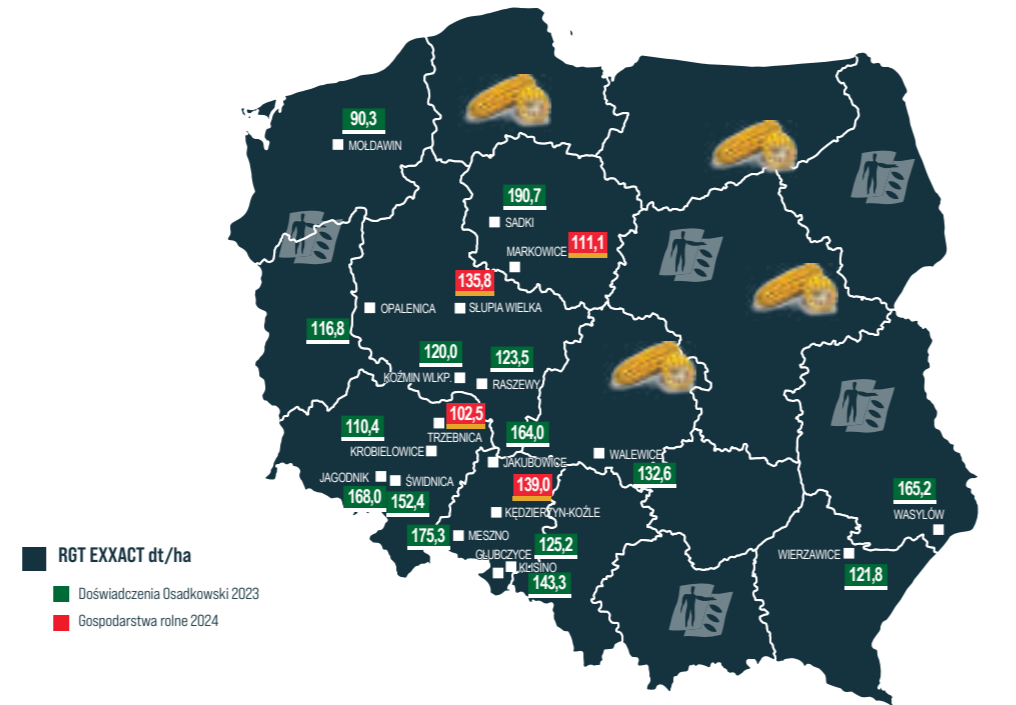 90,3
MOŁDAWIN
190,7
SADKI
MARKOWICE
111,1
135,8
OPALENICA
SŁUPIA WIELKA
116,8
120,0
KOŹMIN WLKP.
123,5
RASZEWY
102,5
TRZEBNICA
110,4
KROBIELOWICE
164,0
JAKUBOWICE
WALEWICE
132,6
JAGODNIK
168,0
ŚWIDNICA
152,4
139,0
KĘDZIERZYN-KOŹLE
175,3
MESZNO
GŁUBCZYCE
125,2
KLISINO
143,3
165,2
WASYLÓW
WIERZAWICE
121,8
RGT EXXACT dt/ha
Doświadczenia Osadkowski 2023
Gospodarstwa rolne 2024